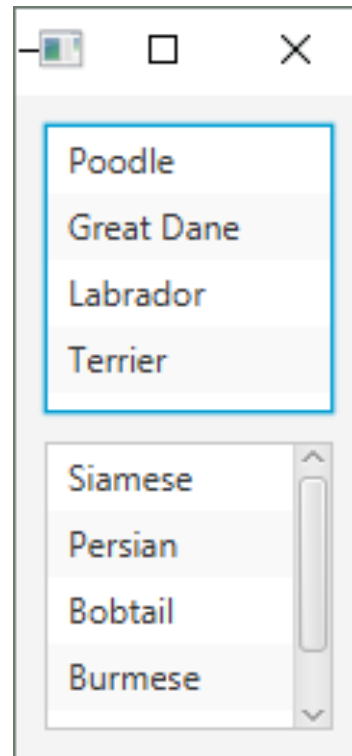 Poodle
Great Dane
Labrador
Terrier
Siamese
Persian
Bobtail
Burmese